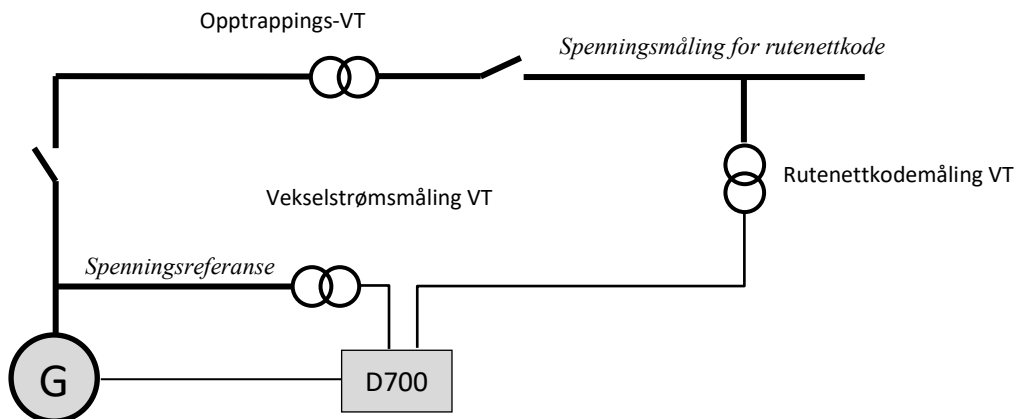 Opptrappings-VT
Spenningsmåling for rutenettkode
Rutenettkodemåling VT
Vekselstrømsmåling VT
Spenningsreferanse
G
D700